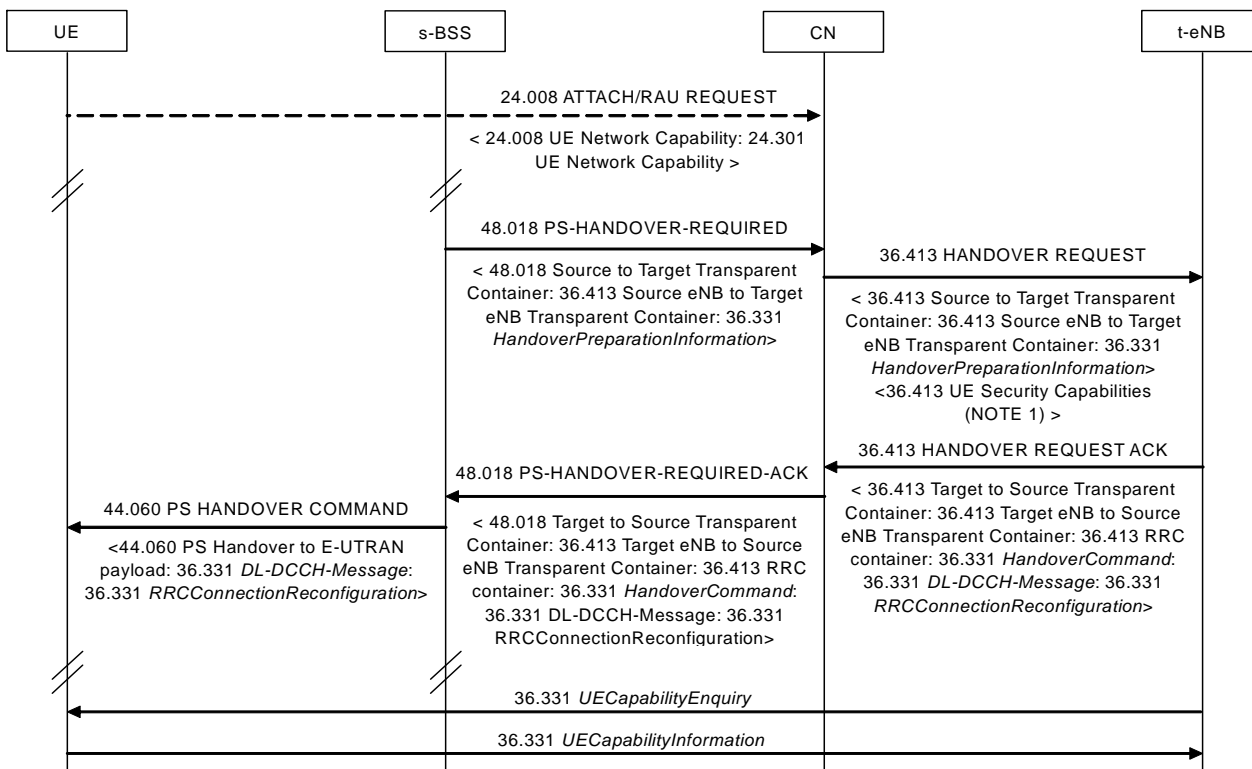 UE
s-BSS
CN
t-eNB
24.008 ATTACH/RAU REQUEST
< 24.008 UE Network Capability: 24.301
UE Network Capability >
48.018 PS-HANDOVER-REQUIRED
< 48.018 Source to Target Transparent
Container: 36.413 Source eNB to Target
eNB Transparent Container: 36.331
HandoverPreparationInformation>
36.413 HANDOVER REQUEST
< 36.413 Source to Target Transparent
Container: 36.413 Source eNB to Target
eNB Transparent Container: 36.331
HandoverPreparationInformation>
<36.413 UE Security Capabilities
(NOTE 1) >
36.413 HANDOVER REQUEST ACK
< 36.413 Target to Source Transparent
Container: 36.413 Target eNB to Source
eNB Transparent Container: 36.413 RRC
container: 36.331 HandoverCommand:
36.331 DL-DCCH-Message: 36.331
RRCConnectionReconfiguration>
48.018 PS-HANDOVER-REQUIRED-ACK
< 48.018 Target to Source Transparent
Container: 36.413 Target eNB to Source
eNB Transparent Container: 36.413 RRC
container: 36.331 HandoverCommand:
36.331 DL-DCCH-Message: 36.331
RRCConnectionReconfiguration>
44.060 PS HANDOVER COMMAND
<44.060 PS Handover to E-UTRAN
payload: 36.331 DL-DCCH-Message:
36.331 RRCConnectionReconfiguration>
36.331 UECapabilityEnquiry
36.331 UECapabilityInformation